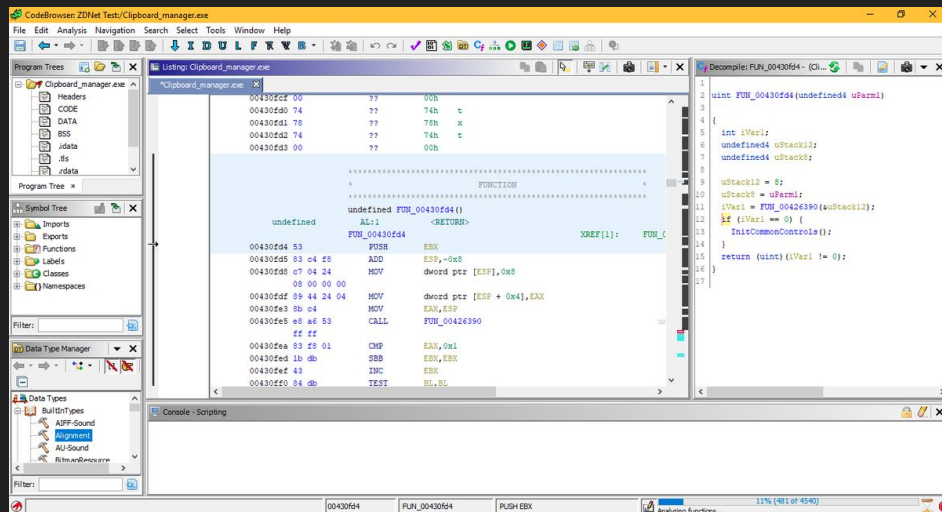 CodeBrowser: ZDNet Test:/Clipboard_manager.exe
File Edit Analysis Navigation Search Select Tools Window Help
I D U L F R V B
Program Trees
Clipboard_manager.exe
Headers
CODE
DATA
BSS
.idata
.tls
.rdata
Program Tree
Symbol Tree
Imports
Exports
Functions
Labels
Classes
Namespaces
Filter:
Data Type Manager
Data Types
BuiltInTypes
AIFF-Sound
Alignment
AU-Sound
BitmapResource
Filter:
Listing: Clipboard_manager.exe
*Clipboard_manager.exe
00430fcf 00 ?? 00h
00430fd0 74 ?? 74h t
00430fd1 78 ?? 78h x
00430fd2 74 ?? 74h t
00430fd3 00 ?? 00h
* FUNCTION *
undefined FUN_00430fd4()
undefined AL:1 <RETURN>
FUN_00430fd4 XREF[1]: FUN_0
00430fd4 53 PUSH EBX
00430fd5 83 c4 f8 ADD ESP,-0x8
00430fd8 c7 04 24 MOV dword ptr [ESP],0x8
08 00 00 00
00430fdf 89 44 24 04 MOV dword ptr [ESP + 0x4],EAX
00430fe3 8b c4 MOV EAX,ESP
00430fe5 e8 a6 53 CALL FUN_00426390
ff ff
00430fea 83 f8 01 CMP EAX,0x1
00430fed 1b db SBB EBX,EBX
00430fef 43 INC EBX
00430ff0 84 db TEST BL,BL
Decompile: FUN_00430fd4 - (Cli...
1
2 uint FUN_00430fd4(undefined4 uParm1)
3
4 {
5 int iVar1;
6 undefined4 uStack12;
7 undefined4 uStack8;
8
9 uStack12 = 8;
10 uStack8 = uParm1;
11 iVar1 = FUN_00426390(&uStack12);
12 if (iVar1 == 0) {
13 InitCommonControls();
14 }
15 return (uint)(iVar1 != 0);
16 }
17
Console - Scripting
00430fd4 FUN_00430fd4 PUSH EBX
11% (481 of 4540)
Analyzing functions